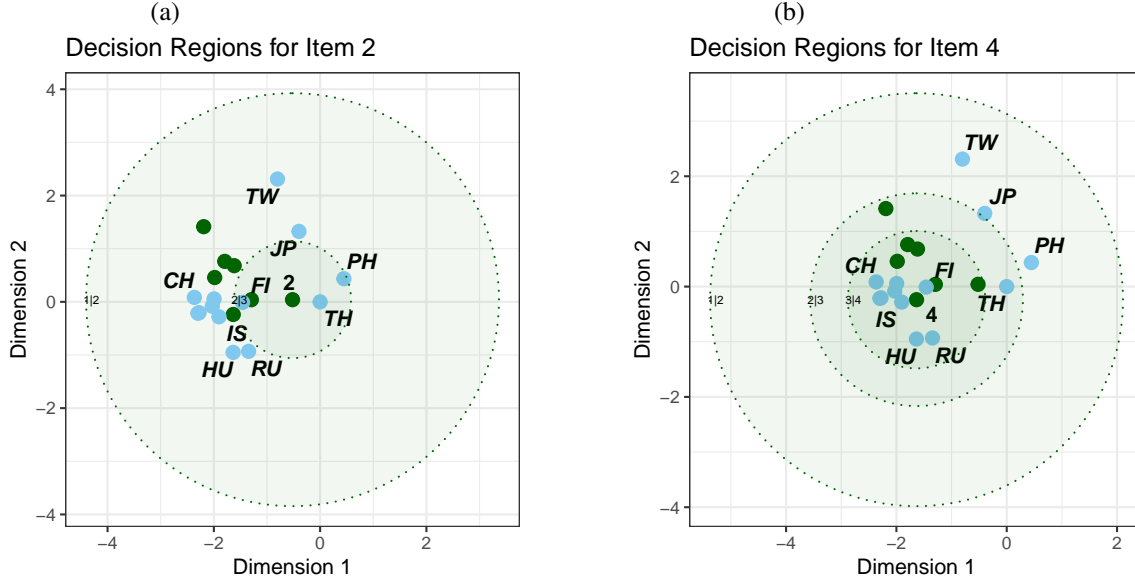 (a)
Decision Regions for Item 2
4
2
0
−2
−4
Dimension 2
1|2
2|3
TW
JP
PH
CH
FI
2
TH
IS
HU
RU
−4
−2
0
2
Dimension 1
(b)
Decision Regions for Item 4
2
0
−2
−4
Dimension 2
1|2
2|3
3|4
TW
JP
PH
CH
FI
TH
IS
4
HU
RU
−4
−2
0
2
Dimension 1